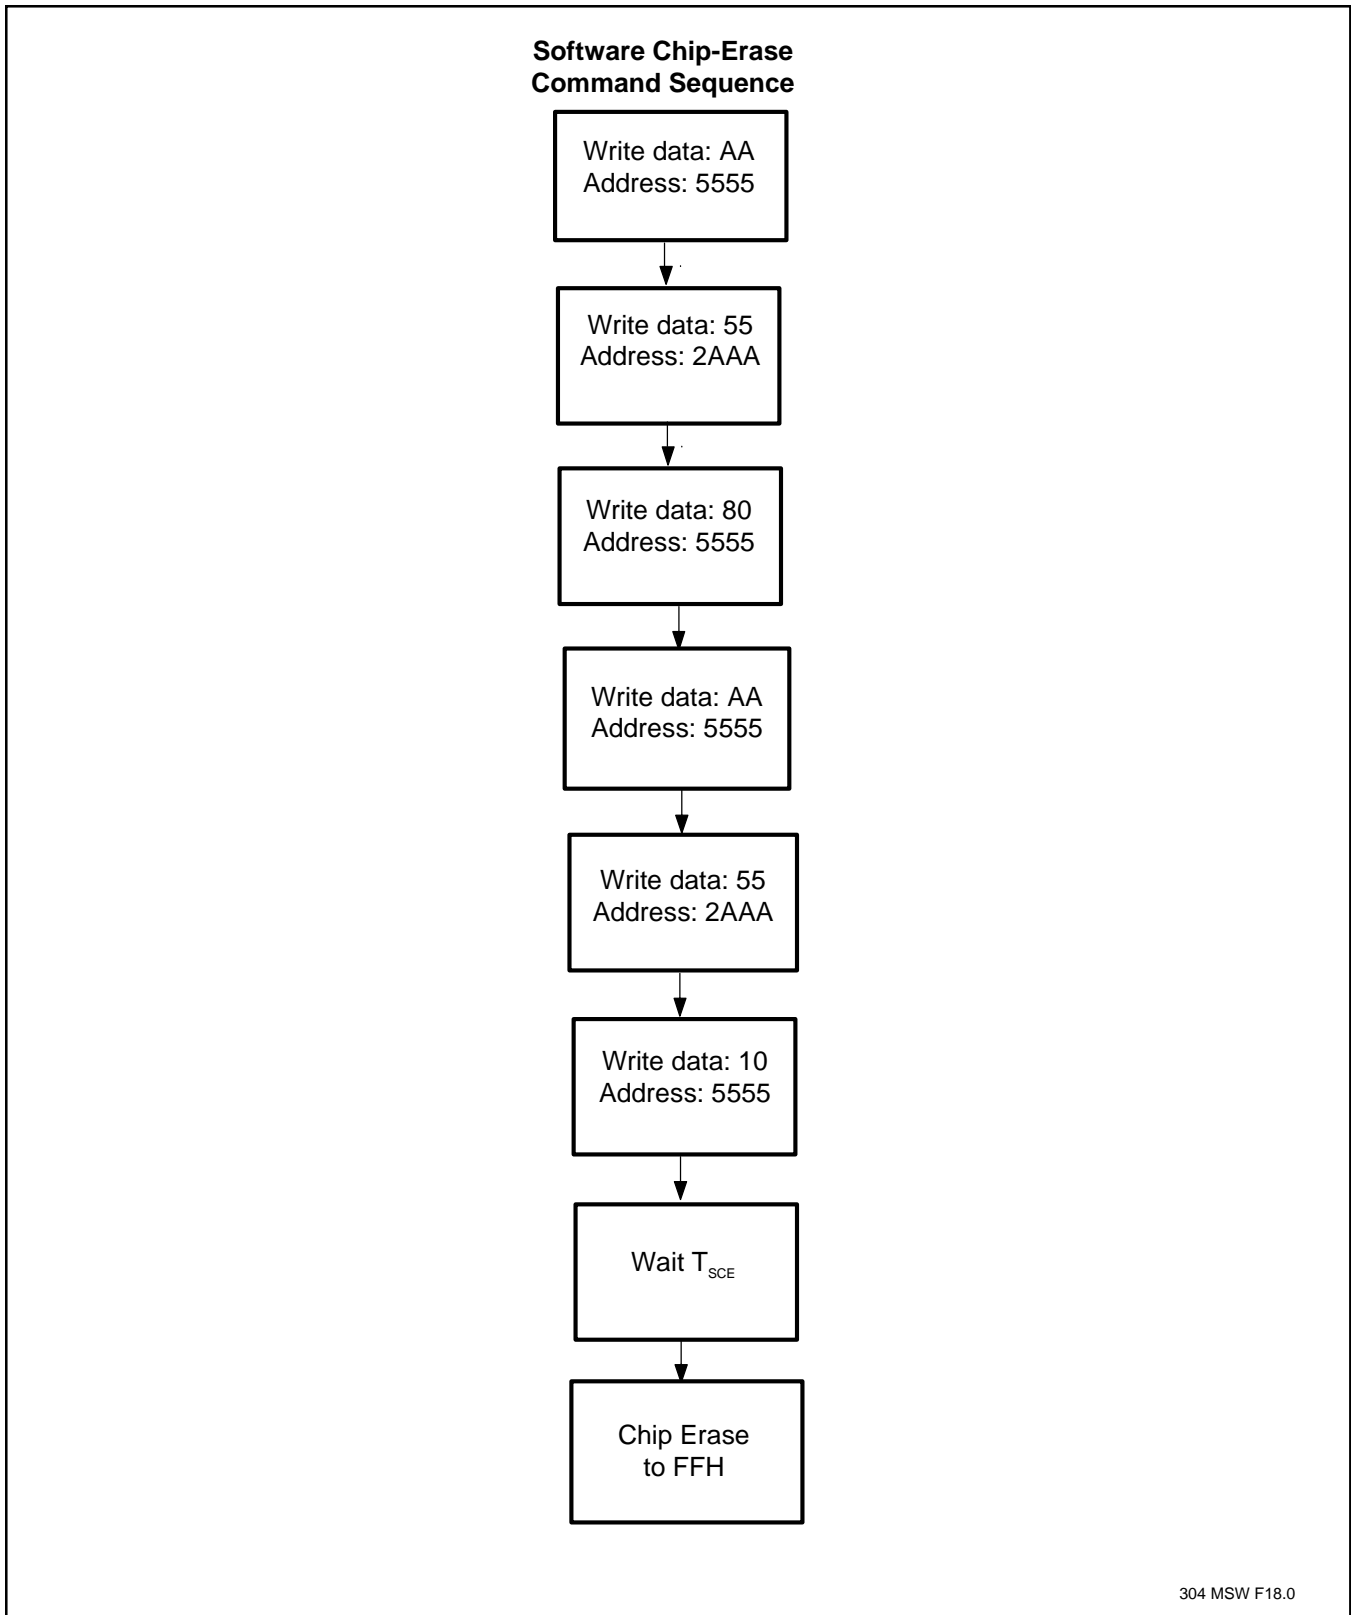 Software Chip-Erase
Command Sequence
Write data: AA
Address: 5555
Write data: 55
Address: 2AAA
Write data: 80
Address: 5555
Write data: AA
Address: 5555
Write data: 55
Address: 2AAA
Write data: 10
Address: 5555
Wait TSCE
Chip Erase
to FFH
304 MSW F18.0